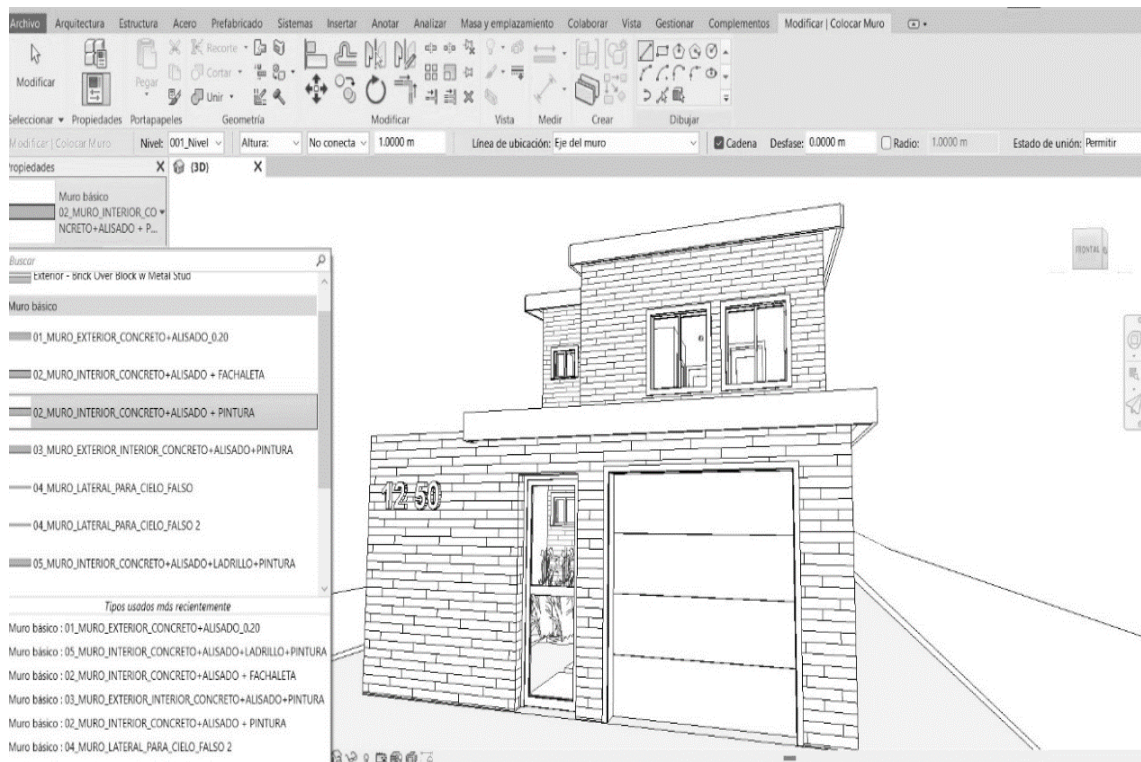 Archivo Arquitectura Estructura Acero Prefabricado Sistemas Insertar Anotar Analizar Masa y emplazamiento Colaborar Vista Gestionar Complementos Modificar | Colocar Muro
Recorte
Modificar Pegar Cortar
Unir
Seleccionar Propiedades Portapapeles Geometría Modificar Vista Medir Crear Dibujar
Modificar | Colocar Muro Nivel: 001_Nivel Altura: No conecta 1.0000 m Línea de ubicación: Eje del muro Cadena Desfase: 0.0000 m Radio: 1.0000 m Estado de unión: Permitir
ropiedades X (3D) X
Muro básico
02_MURO_INTERIOR_CO
NCRETO+ALISADO + P...
FRONTAL
Buscar
Exterior - Brick Over Block w Metal Stud
Muro básico
01_MURO_EXTERIOR_CONCRETO+ALISADO_0.20
02_MURO_INTERIOR_CONCRETO+ALISADO + FACHALETA
02_MURO_INTERIOR_CONCRETO+ALISADO + PINTURA
03_MURO_EXTERIOR_INTERIOR_CONCRETO+ALISADO+PINTURA
04_MURO_LATERAL_PARA_CIELO_FALSO
12-50
04_MURO_LATERAL_PARA_CIELO_FALSO 2
05_MURO_INTERIOR_CONCRETO+ALISADO+LADRILLO+PINTURA
Tipos usados más recientemente
Muro básico : 01_MURO_EXTERIOR_CONCRETO+ALISADO_0.20
Muro básico : 05_MURO_INTERIOR_CONCRETO+ALISADO+LADRILLO+PINTURA
Muro básico : 02_MURO_INTERIOR_CONCRETO+ALISADO + FACHALETA
Muro básico : 03_MURO_EXTERIOR_INTERIOR_CONCRETO+ALISADO+PINTURA
Muro básico : 02_MURO_INTERIOR_CONCRETO+ALISADO + PINTURA
Muro básico : 04_MURO_LATERAL_PARA_CIELO_FALSO 2